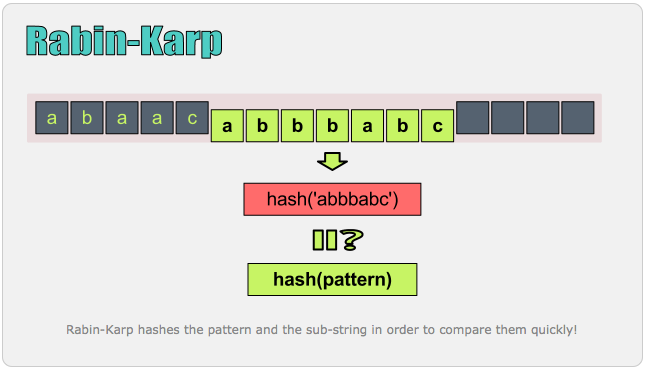 Rabin-Karp
a b a a c a b b b a b c
hash('abbbabc')
=?
hash(pattern)
Rabin-Karp hashes the pattern and the sub-string in order to compare them quickly!